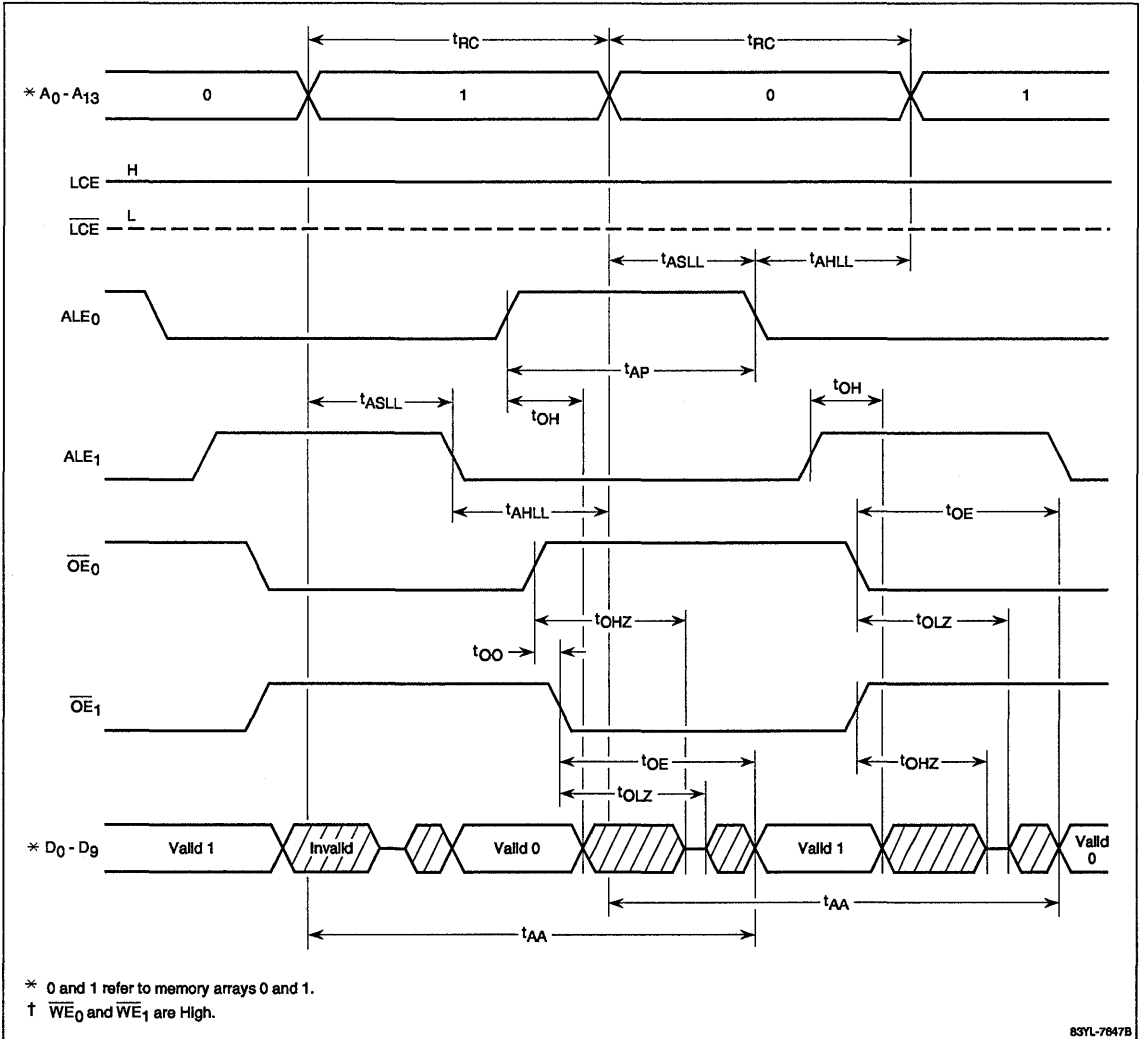 tRC tRC
* A0 - A13 0 1 0 1
LCE H
LCE L
tASLL tAHLL
ALE0
tAP
tASLL tOH tOH
ALE1
tAHLL tOE
OE0
tOHZ tOLZ
tOO
OE1
tOE tOHZ
tOLZ
* D0 - D9 Valid 1 Invalid Valid 0 Valid 1 Valid 0
tAA
tAA
* 0 and 1 refer to memory arrays 0 and 1.
† WE0 and WE1 are High.
83YL-7647B